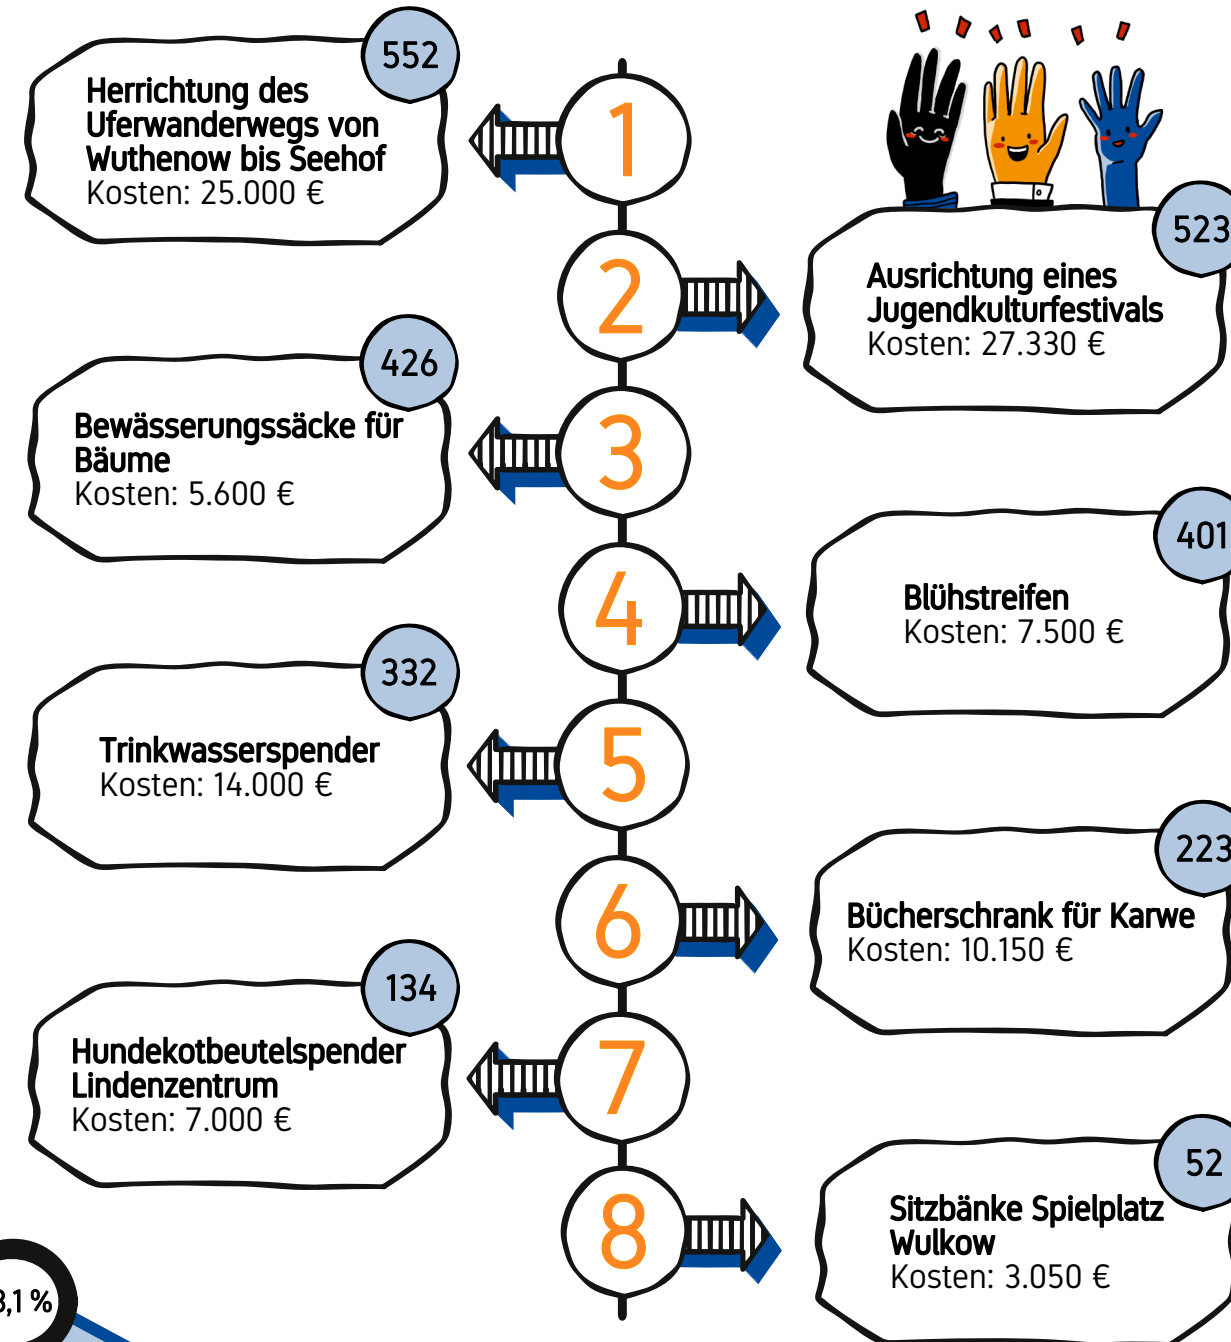 552
Herrichtung des
Uferwanderwegs von
Wuthenow bis Seehof
Kosten: 25.000 €
1
2
523
Ausrichtung eines
Jugendkulturfestivals
Kosten: 27.330 €
426
Bewässerungssäcke für
Bäume
Kosten: 5.600 €
3
4
401
Blühstreifen
Kosten: 7.500 €
332
Trinkwasserspender
Kosten: 14.000 €
5
6
223
Bücherschrank für Karwe
Kosten: 10.150 €
134
Hundekotbeutelspender
Lindenzentrum
Kosten: 7.000 €
7
8
52
Sitzbänke Spielplatz
Wulkow
Kosten: 3.050 €